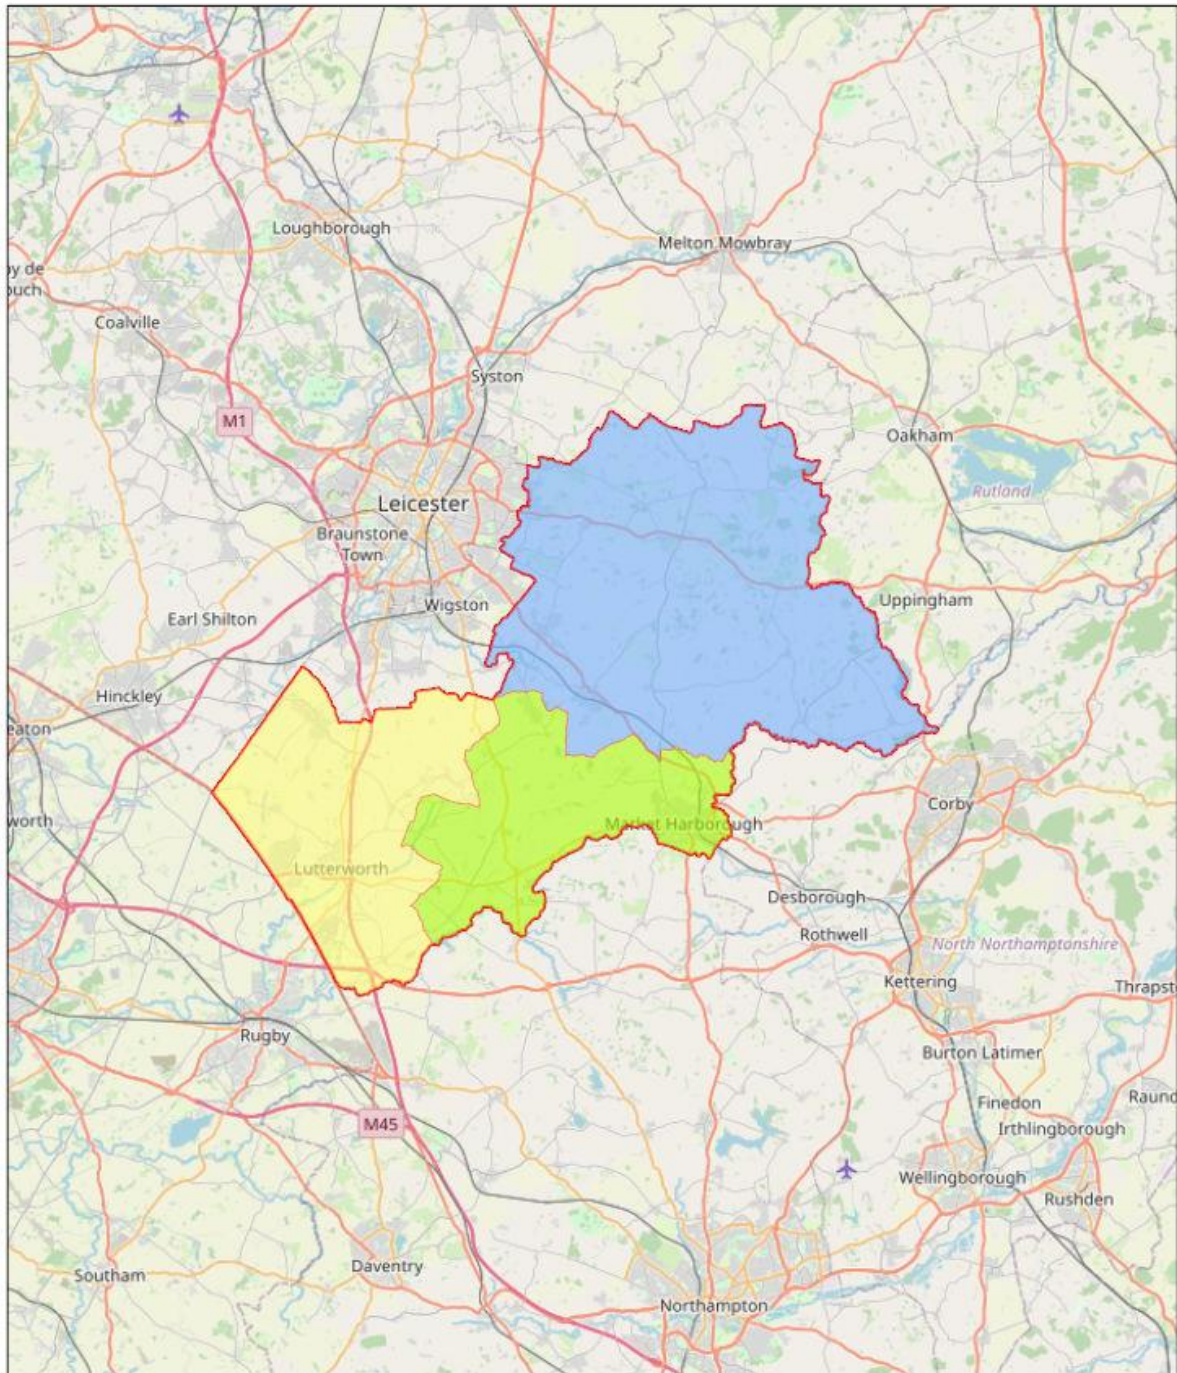 Loughborough
Melton Mowbray
by de
ouch
Coalville
Syston
M1
Oakham
Rutland
Leicester
Braunstone
Town
Wigston
Uppingham
Earl Shilton
Hinckley
eaton
Corby
worth
Market Harborough
Lutterworth
Desborough
Rothwell
North Northamptonshire
Kettering
Thrapst
Rugby
Burton Latimer
Finedon
Raund
Irthlingborough
M45
Wellingborough
Rushden
Daventry
Southam
Northampton